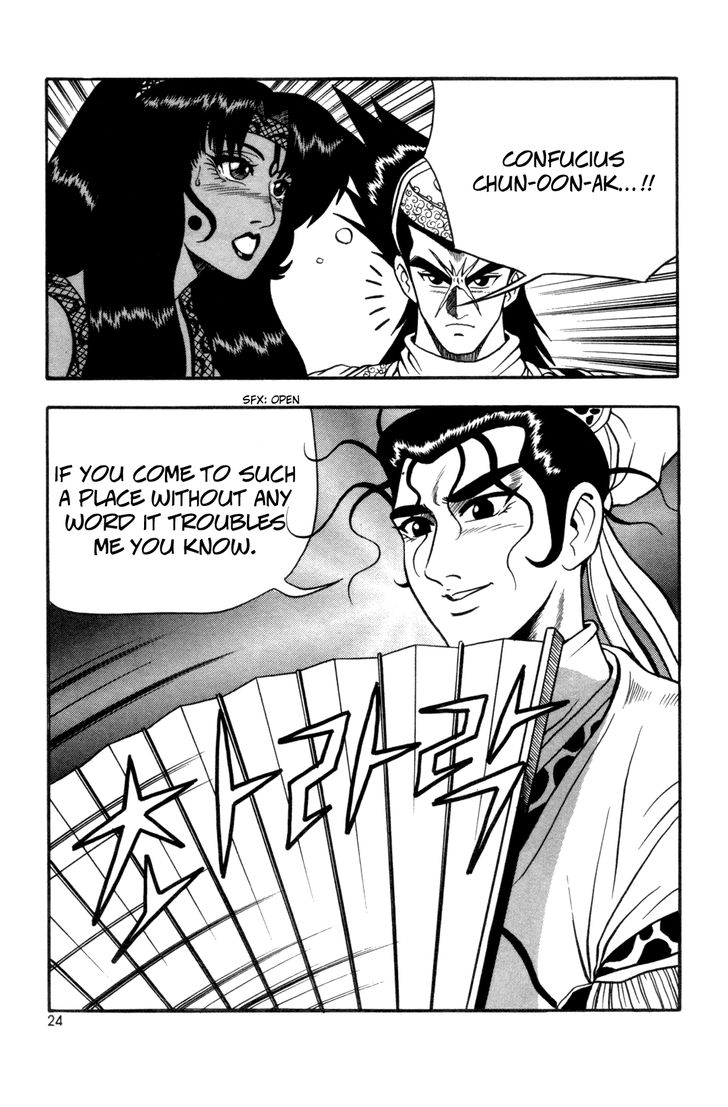 CONFUCIUS
CHUN-OON-AK...!!
SFX: OPEN
IF YOU COME TO SUCH
A PLACE WITHOUT ANY
WORD IT TROUBLES
ME YOU KNOW.
촤라락
24